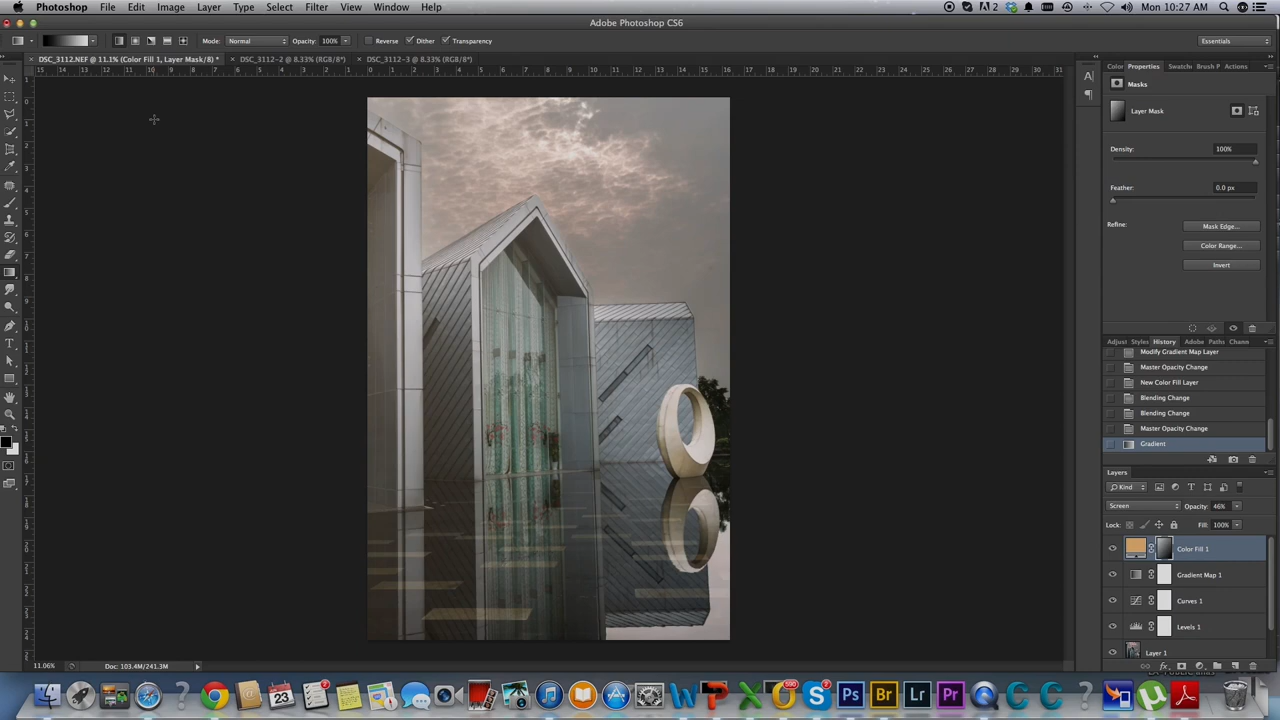 Photoshop File Edit Image Layer Type Select Filter View Window Help
2 Mon 10:27 AM
Adobe Photoshop CS6
Mode: Normal Opacity: 100% Reverse Dither Transparency Essentials
DSC_3112.NEF @ 11.1% (Color Fill 1, Layer Mask/8) * DSC_3112-2 @ 8.33% (RGB/8*) DSC_3112-3 @ 8.33% (RGB/8*)
Color Properties Swatch Brush P Actions
Masks
Layer Mask
Density: 100%
Feather: 0.0 px
Refine: Mask Edge...
Color Range...
Invert
Adjust Styles History Adobe Paths Chann
Modify Gradient Map Layer
Master Opacity Change
New Color Fill Layer
Blending Change
Blending Change
Master Opacity Change
Gradient
Layers
Kind
Screen Opacity: 46%
Lock: Fill: 100%
Color Fill 1
Gradient Map 1
Curves 1
Levels 1
Layer 1
11.06% Doc: 103.4M/241.3M